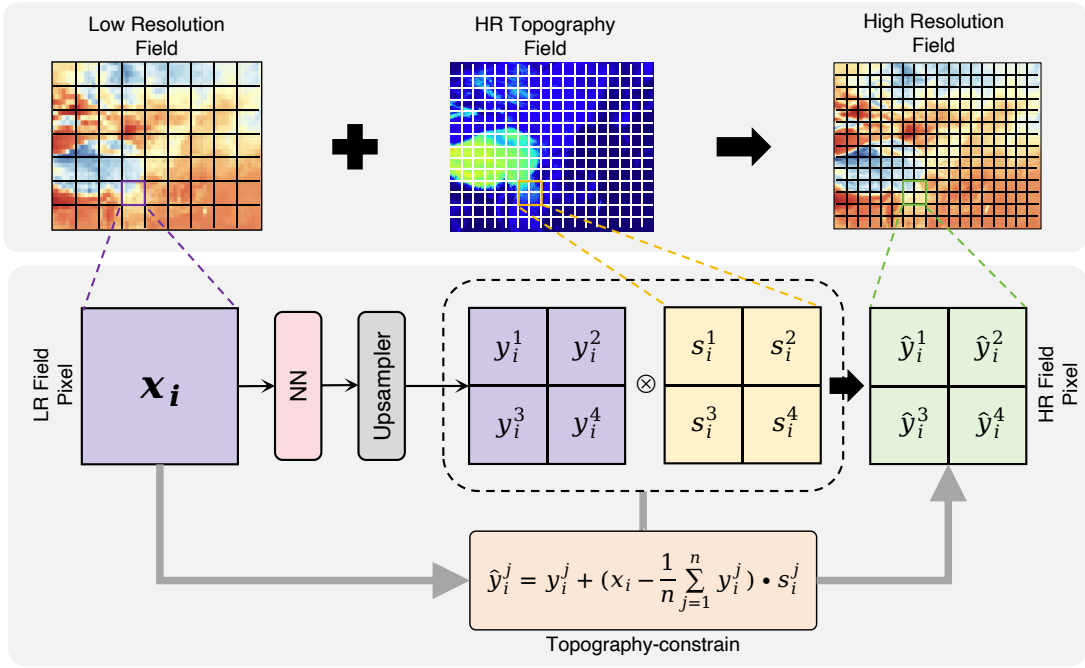 Low Resolution
Field
HR Topography
Field
High Resolution
Field
LR Field
Pixel
x_i
NN
Upsampler
y_i^1 y_i^2
y_i^3 y_i^4
⊗
s_i^1 s_i^2
s_i^3 s_i^4
ŷ_i^1 ŷ_i^2
ŷ_i^3 ŷ_i^4
HR Field
Pixel
ŷ_i^j = y_i^j + (x_i − \frac{1}{n} \sum_{j=1}^{n} y_i^j) • s_i^j
Topography-constrain